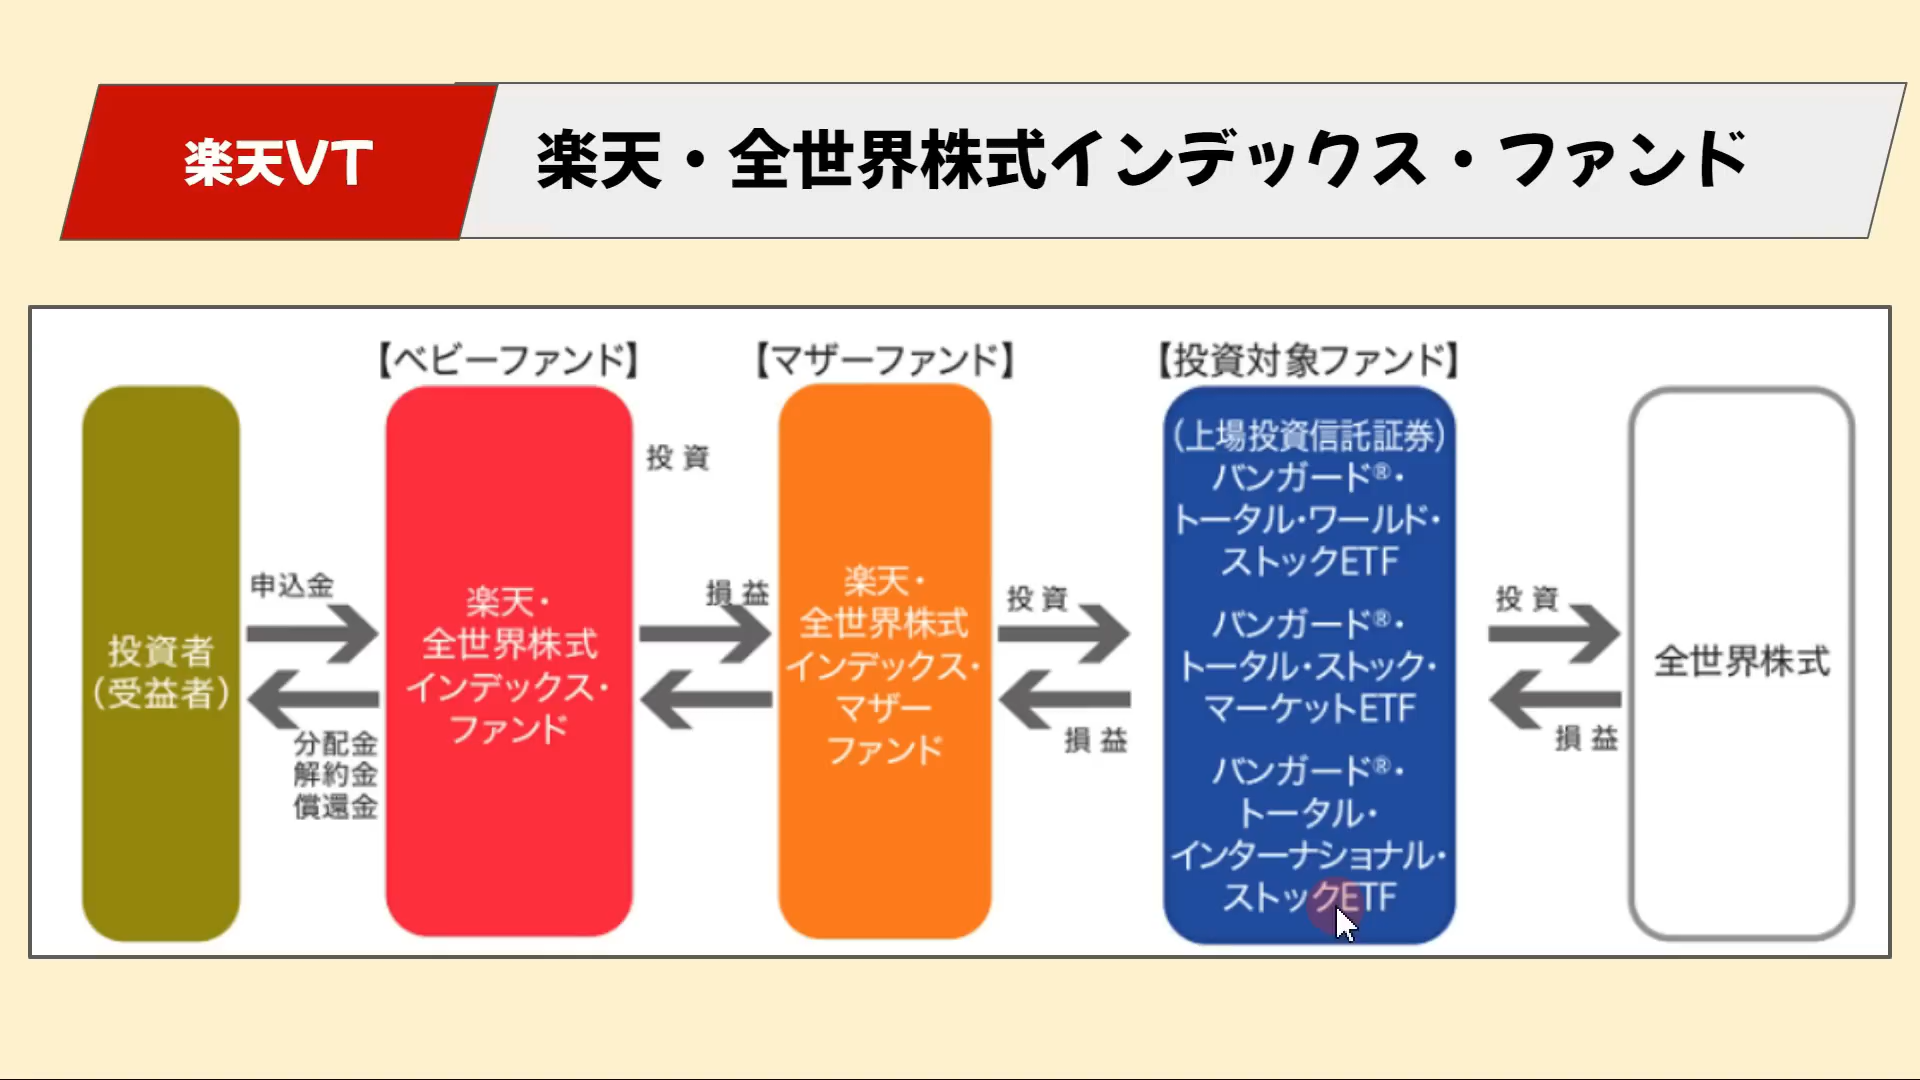 楽天VT
楽天・全世界株式インデックス・ファンド
【ベビーファンド】
【マザーファンド】
【投資対象ファンド】
投資者
(受益者)
申込金
分配金
解約金
償還金
楽天・
全世界株式
インデックス・
ファンド
投 資
損 益
楽天・
全世界株式
インデックス・
マザー
ファンド
投 資
損 益
(上場投資信託証券)
バンガード®・
トータル・ワールド・
ストックETF
バンガード®・
トータル・ストック・
マーケットETF
バンガード®・
トータル・
インターナショナル・
ストックETF
投 資
損 益
全世界株式